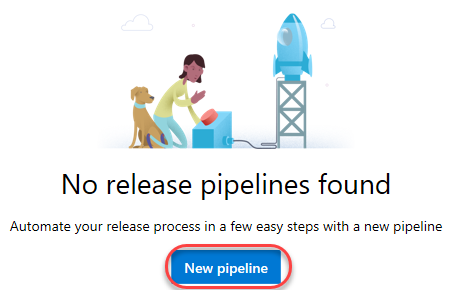 No release pipelines found
Automate your release process in a few easy steps with a new pipeline
New pipeline